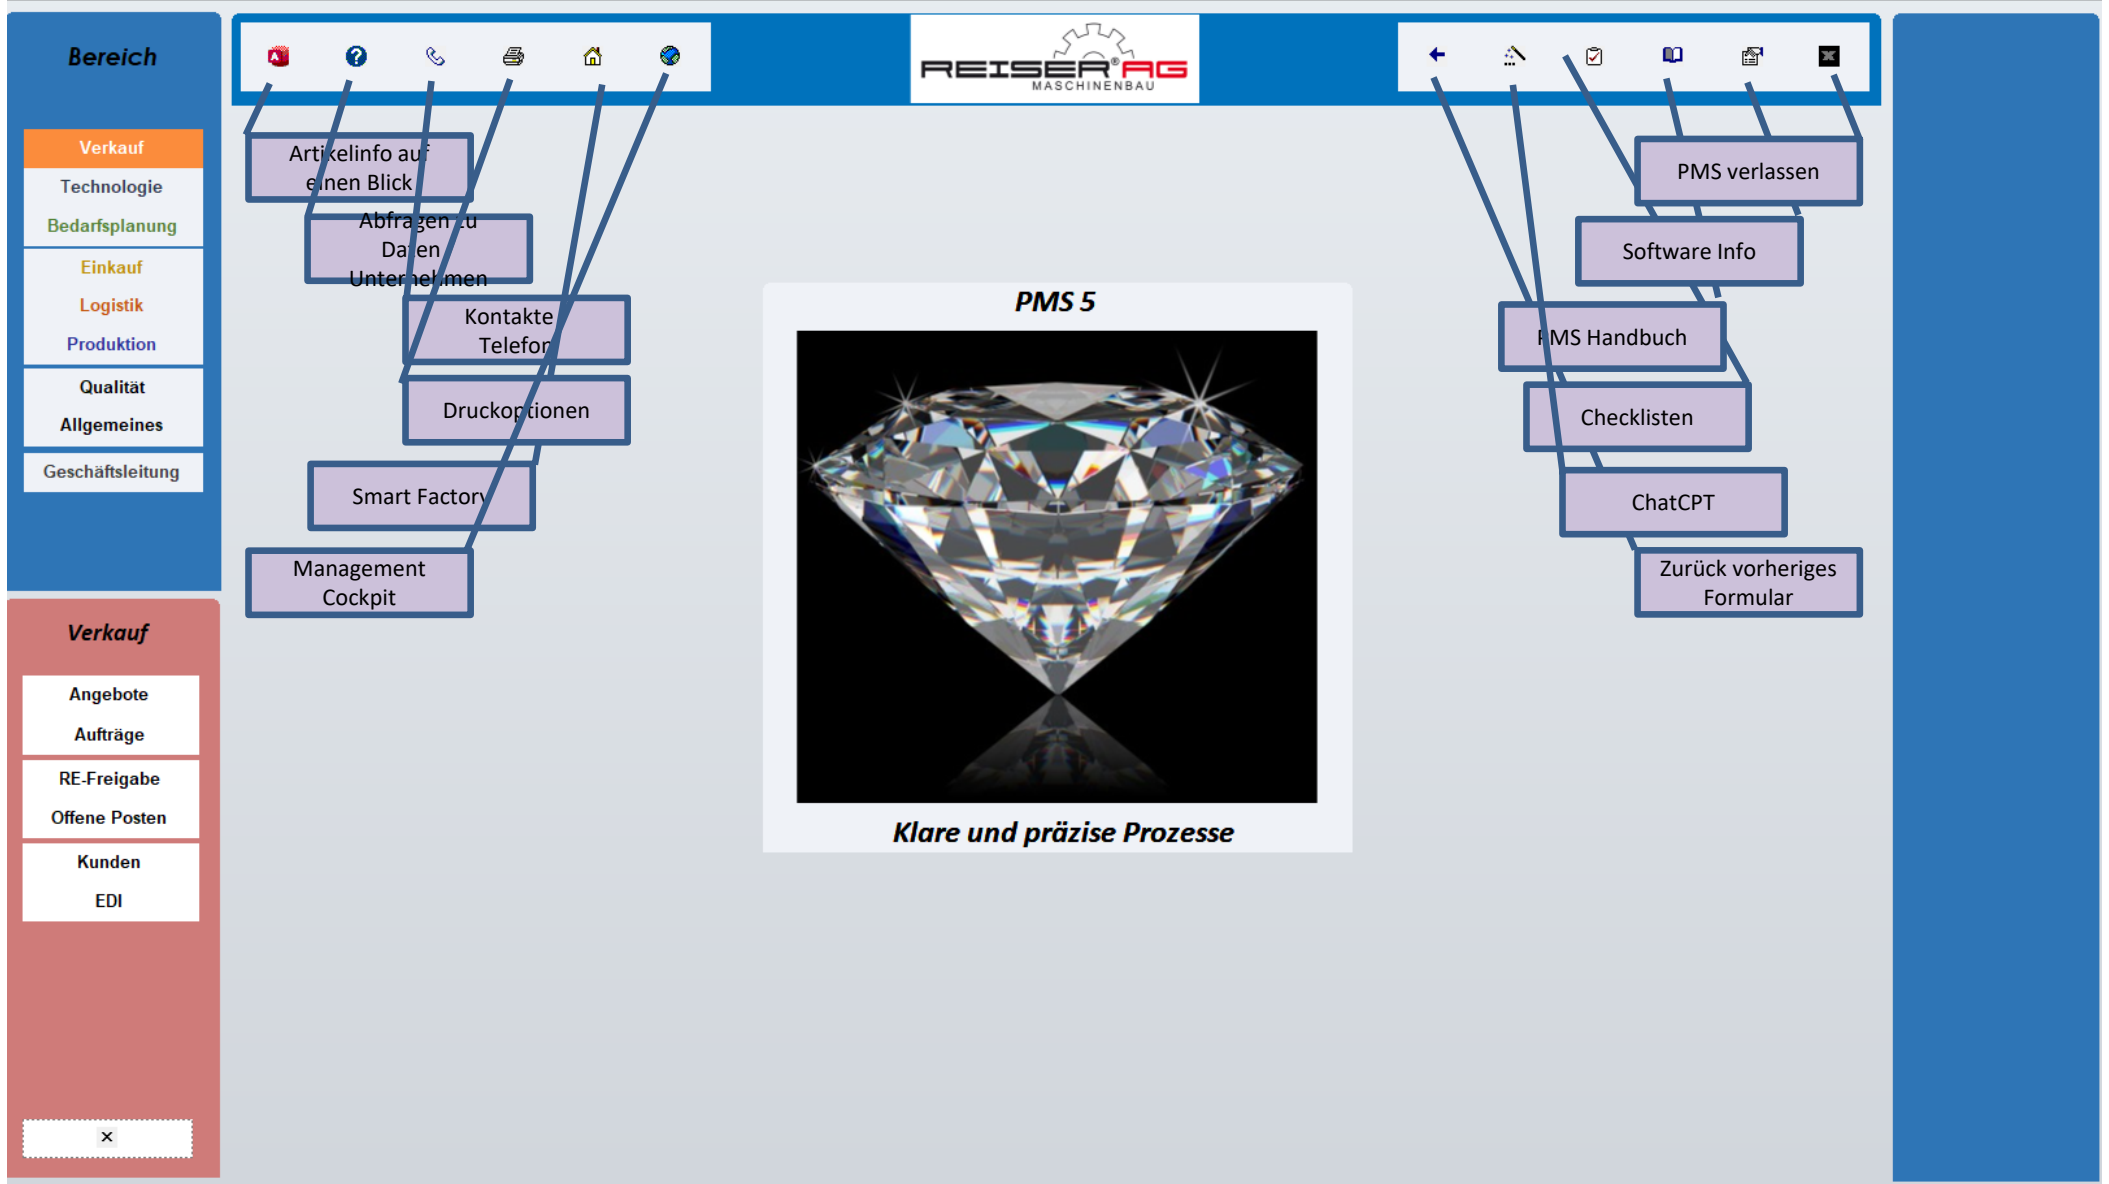 Bereich
Verkauf
Technologie
Bedarfsplanung
Einkauf
Logistik
Produktion
Qualität
Allgemeines
Geschäftsleitung
Verkauf
Angebote
Aufträge
RE-Freigabe
Offene Posten
Kunden
EDI
REISER® AG
MASCHINENBAU
Artikelinfo auf
einen Blick
Abfragen zu
Daten
Unternehmen
Kontakte
Telefon
Druckoptionen
Smart Factory
Management
Cockpit
PMS 5
Klare und präzise Prozesse
PMS verlassen
Software Info
PMS Handbuch
Checklisten
ChatCPT
Zurück vorheriges
Formular